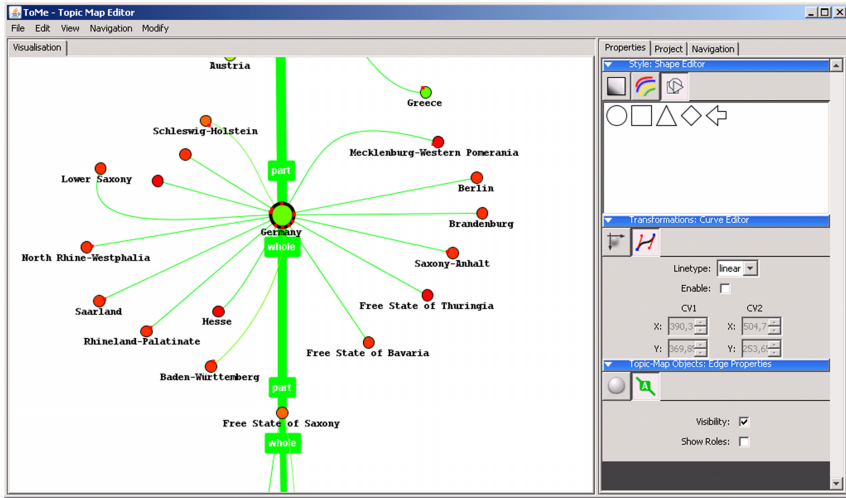 ToMe - Topic Map Editor
File Edit View Navigation Modify
Visualisation
Austria
Greece
Schleswig-Holstein
Mecklenburg-Western Pomerania
part
Lower Saxony
Berlin
Brandenburg
Germany
whole
North Rhine-Westphalia
Saxony-Anhalt
Free State of Thuringia
Saarland
Hesse
Rhineland-Palatinate
Free State of Bavaria
Baden-Wurttemberg
part
Free State of Saxony
whole
Properties Project Navigation
Style: Shape Editor
Transformations: Curve Editor
Linetype: linear
Enable:
CV1 CV2
X: 390,3 X: 504,7
Y: 369,8 Y: 253,6
Topic-Map Objects: Edge Properties
A
Visibility:
Show Roles: